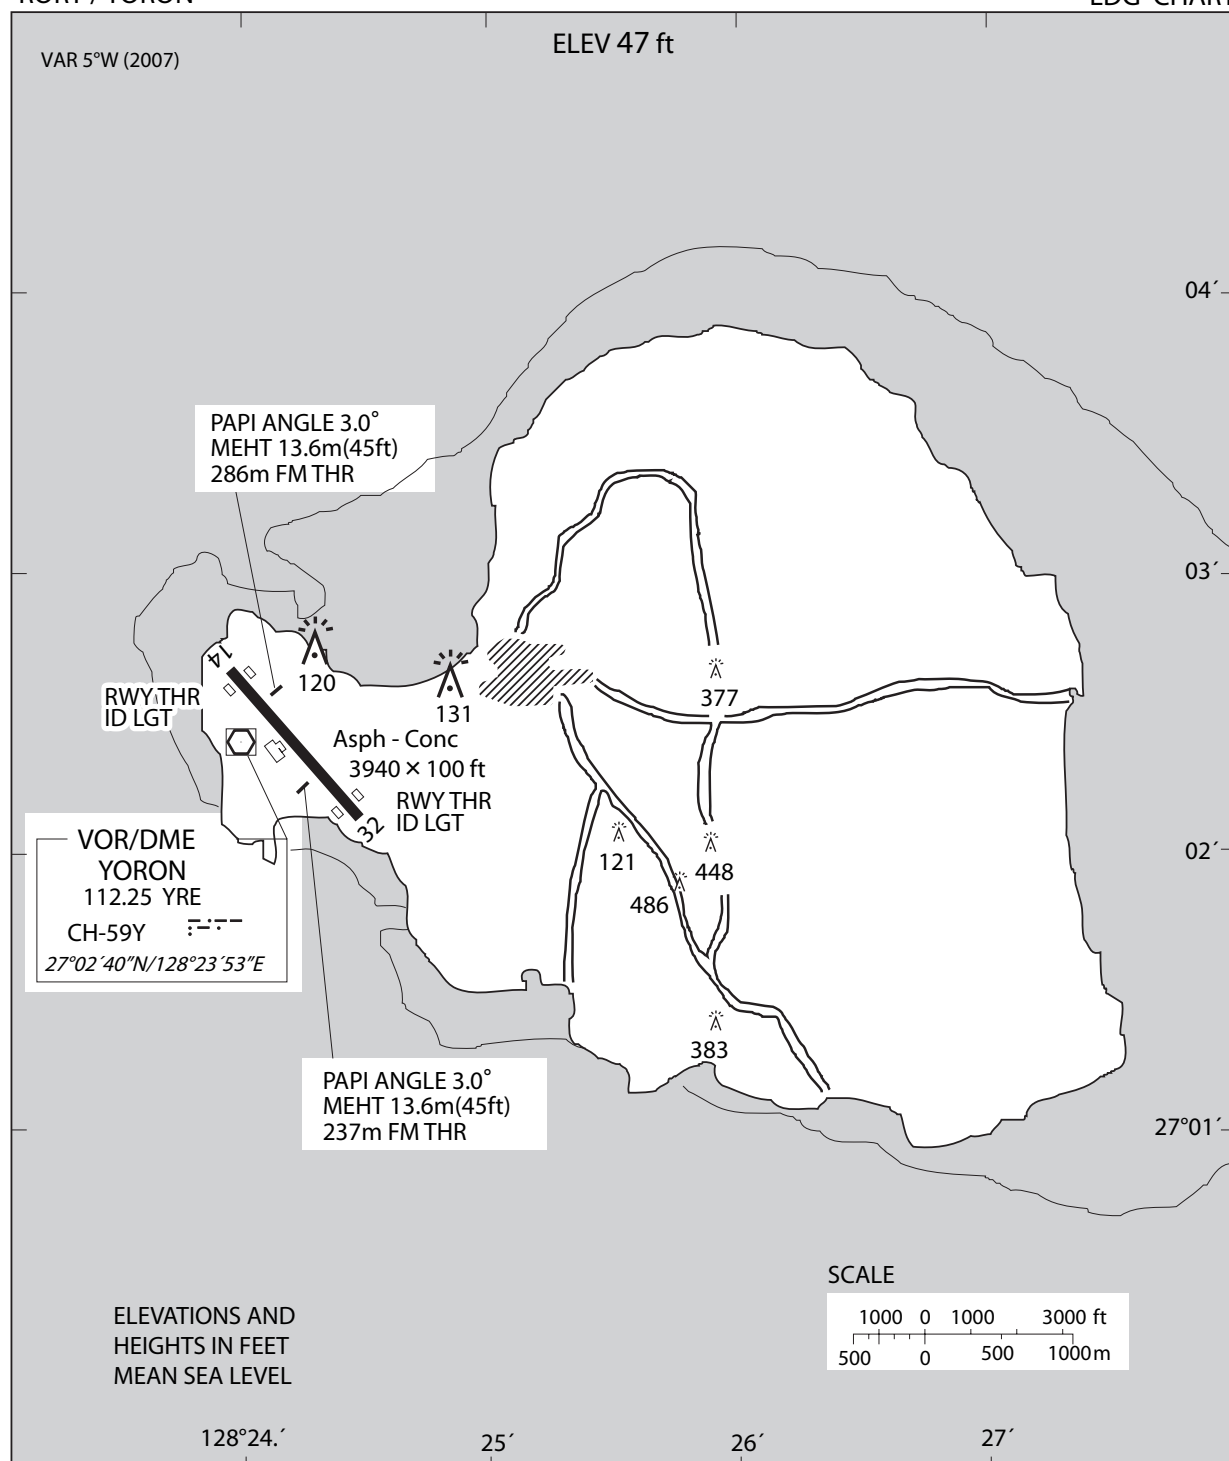 RORY / YORON
LDG CHART
ELEV 47 ft
VAR 5°W (2007)
04´
PAPI ANGLE 3.0°
MEHT 13.6m(45ft)
286m FM THR
03´
14
120
131
377
RWY THR
ID LGT
Asph - Conc
3940 × 100 ft
RWY THR
ID LGT
32
121
448
486
02´
VOR/DME
YORON
112.25 YRE
CH-59Y
27°02´40"N/128°23´53"E
383
PAPI ANGLE 3.0°
MEHT 13.6m(45ft)
237m FM THR
27°01´
SCALE
1000 0 1000 3000 ft
500 0 500 1000m
ELEVATIONS AND
HEIGHTS IN FEET
MEAN SEA LEVEL
128°24.´
25´
26´
27´